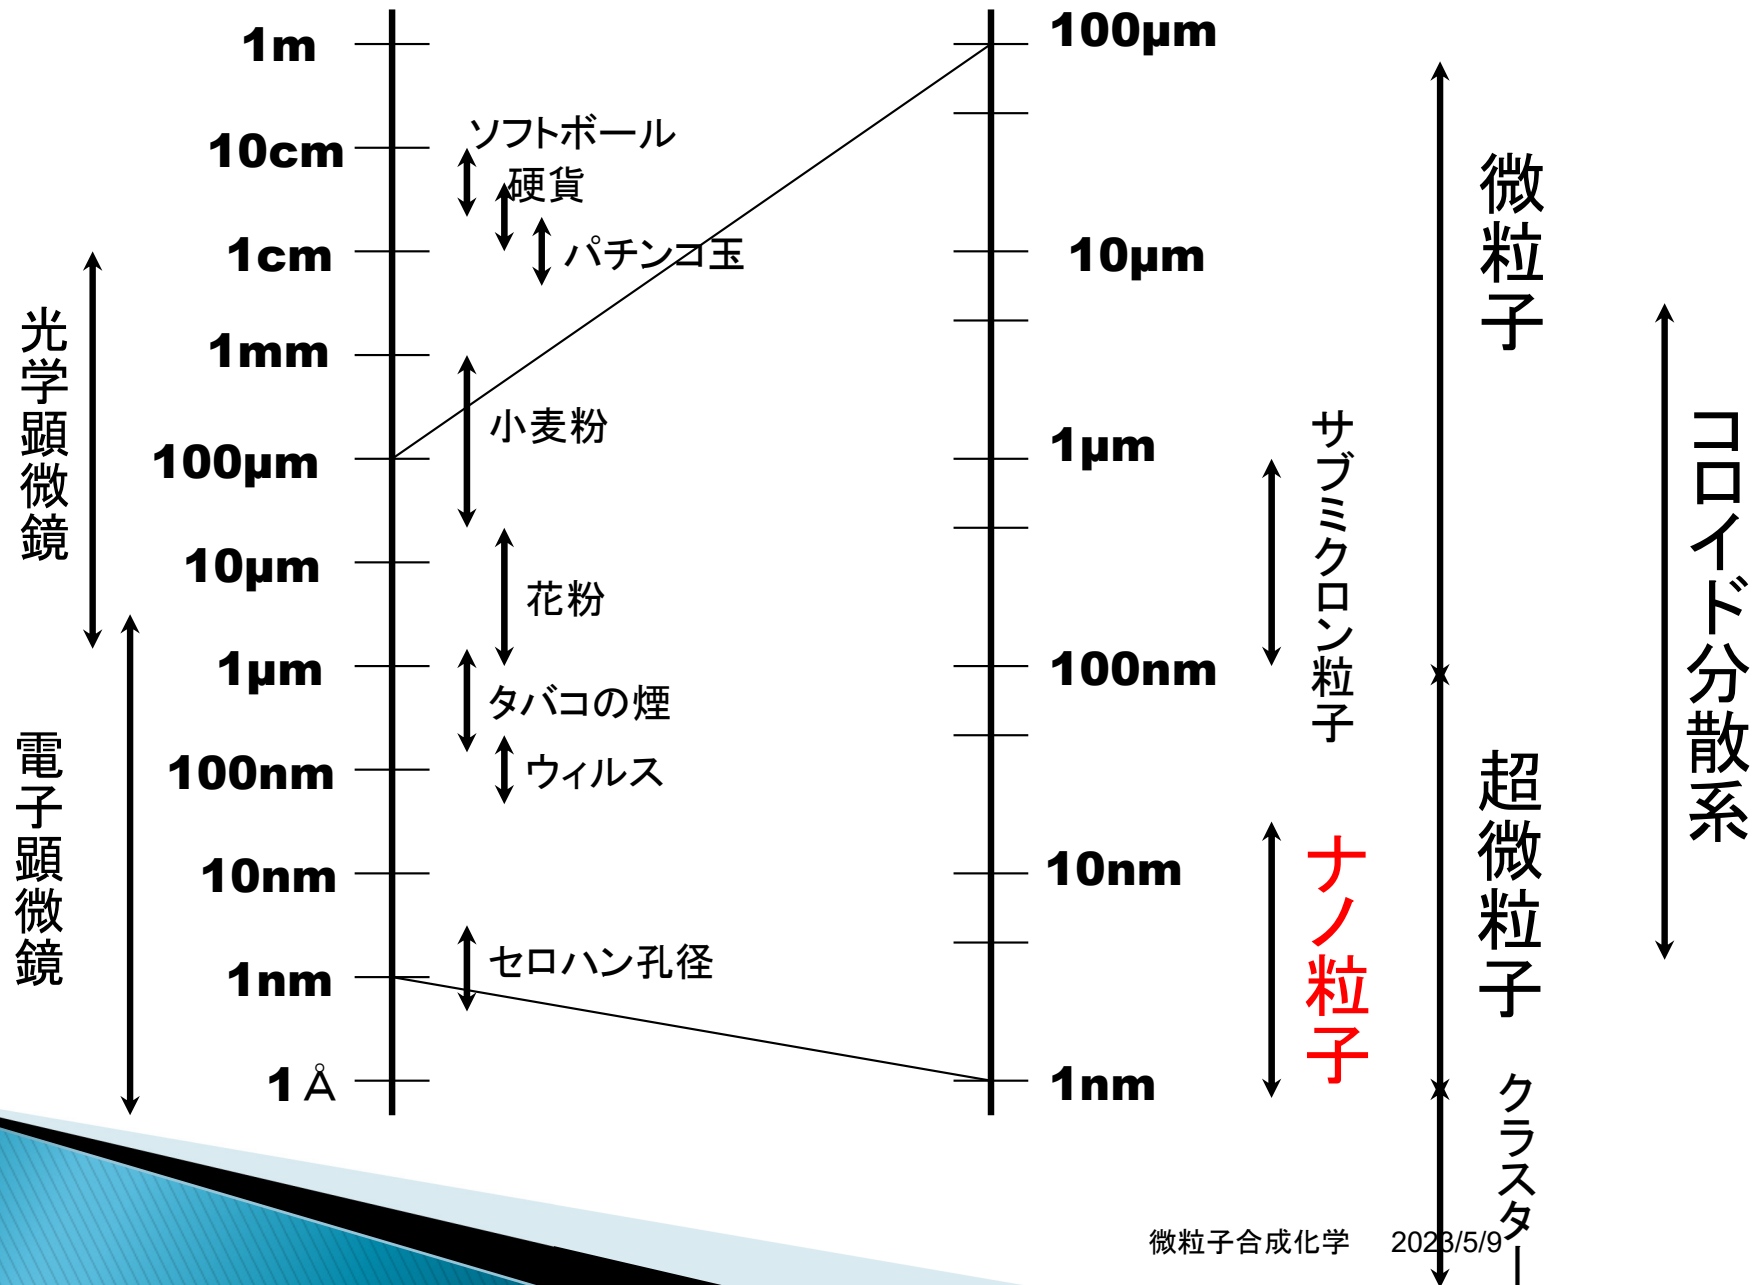 光学顕微鏡
電子顕微鏡
1m
10cm
1cm
1mm
100μm
10μm
1μm
100nm
10nm
1nm
1Å
ソフトボール
硬貨
パチンコ玉
小麦粉
花粉
タバコの煙
ウィルス
セロハン孔径
100μm
10μm
1μm
100nm
10nm
1nm
サブミクロン粒子
ナノ粒子
微粒子
超微粒子
クラスター
コロイド分散系
微粒子合成化学 2023/5/9